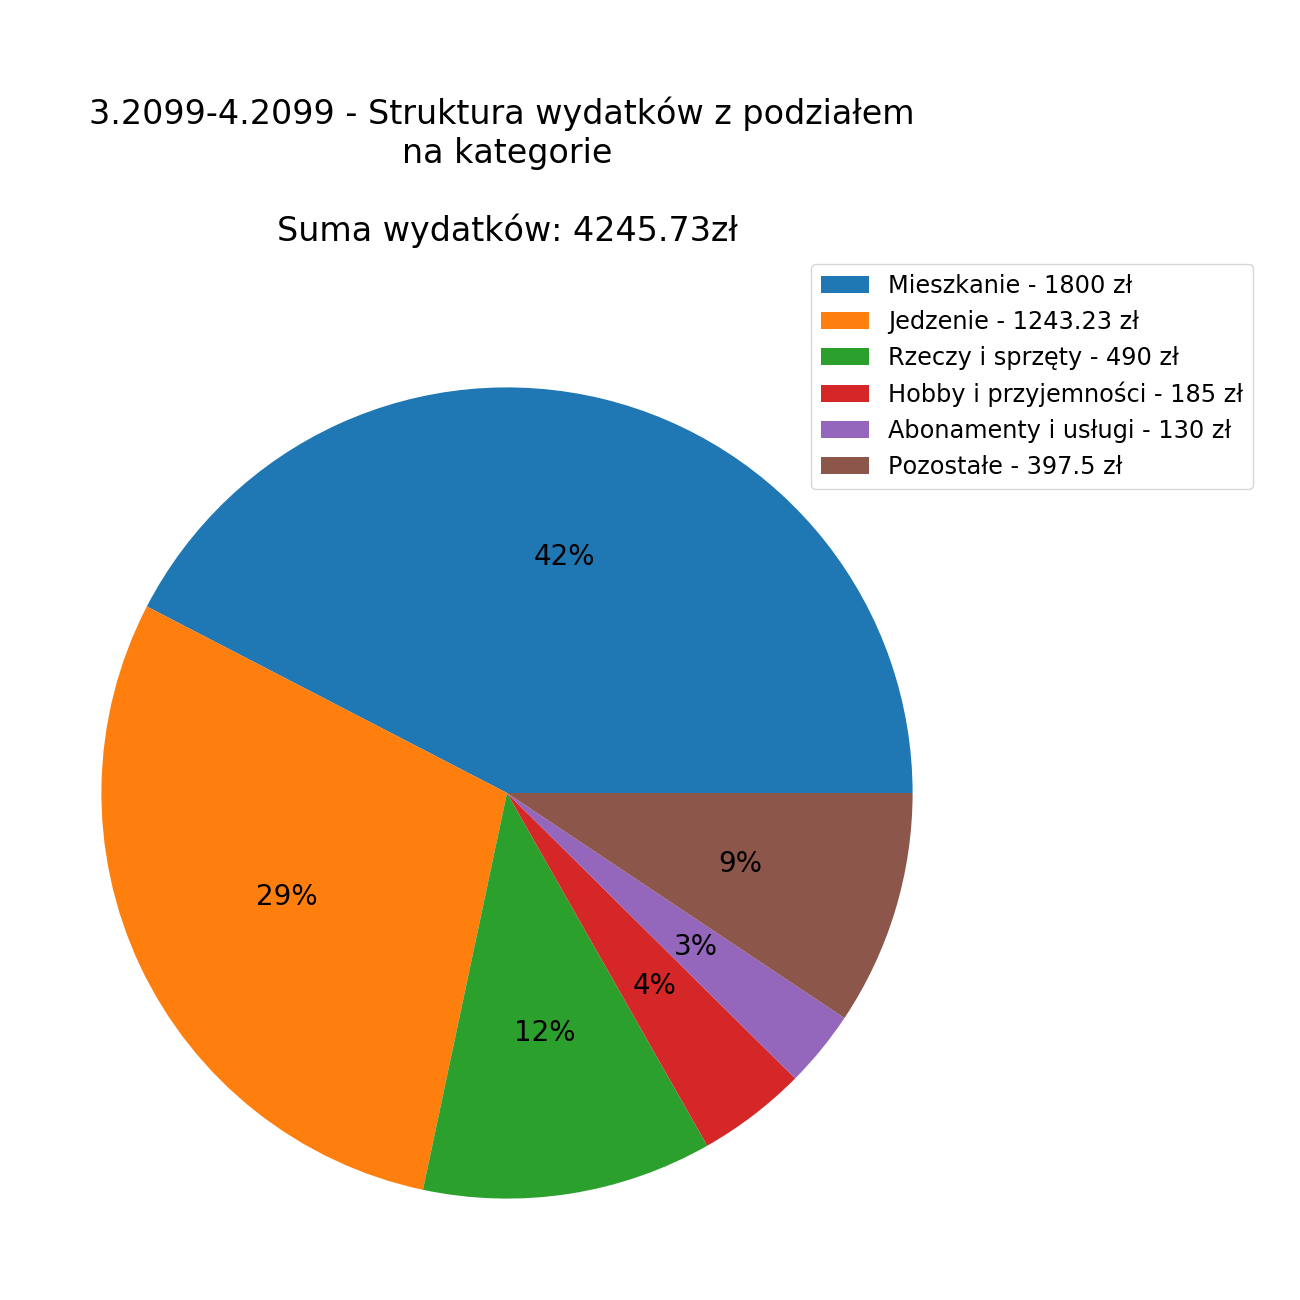 3.2099-4.2099 - Struktura wydatków z podziałem
na kategorie
Suma wydatków: 4245.73zł
Mieszkanie - 1800 zł
Jedzenie - 1243.23 zł
Rzeczy i sprzęty - 490 zł
Hobby i przyjemności - 185 zł
Abonamenty i usługi - 130 zł
Pozostałe - 397.5 zł
42%
29%
12%
4%
3%
9%